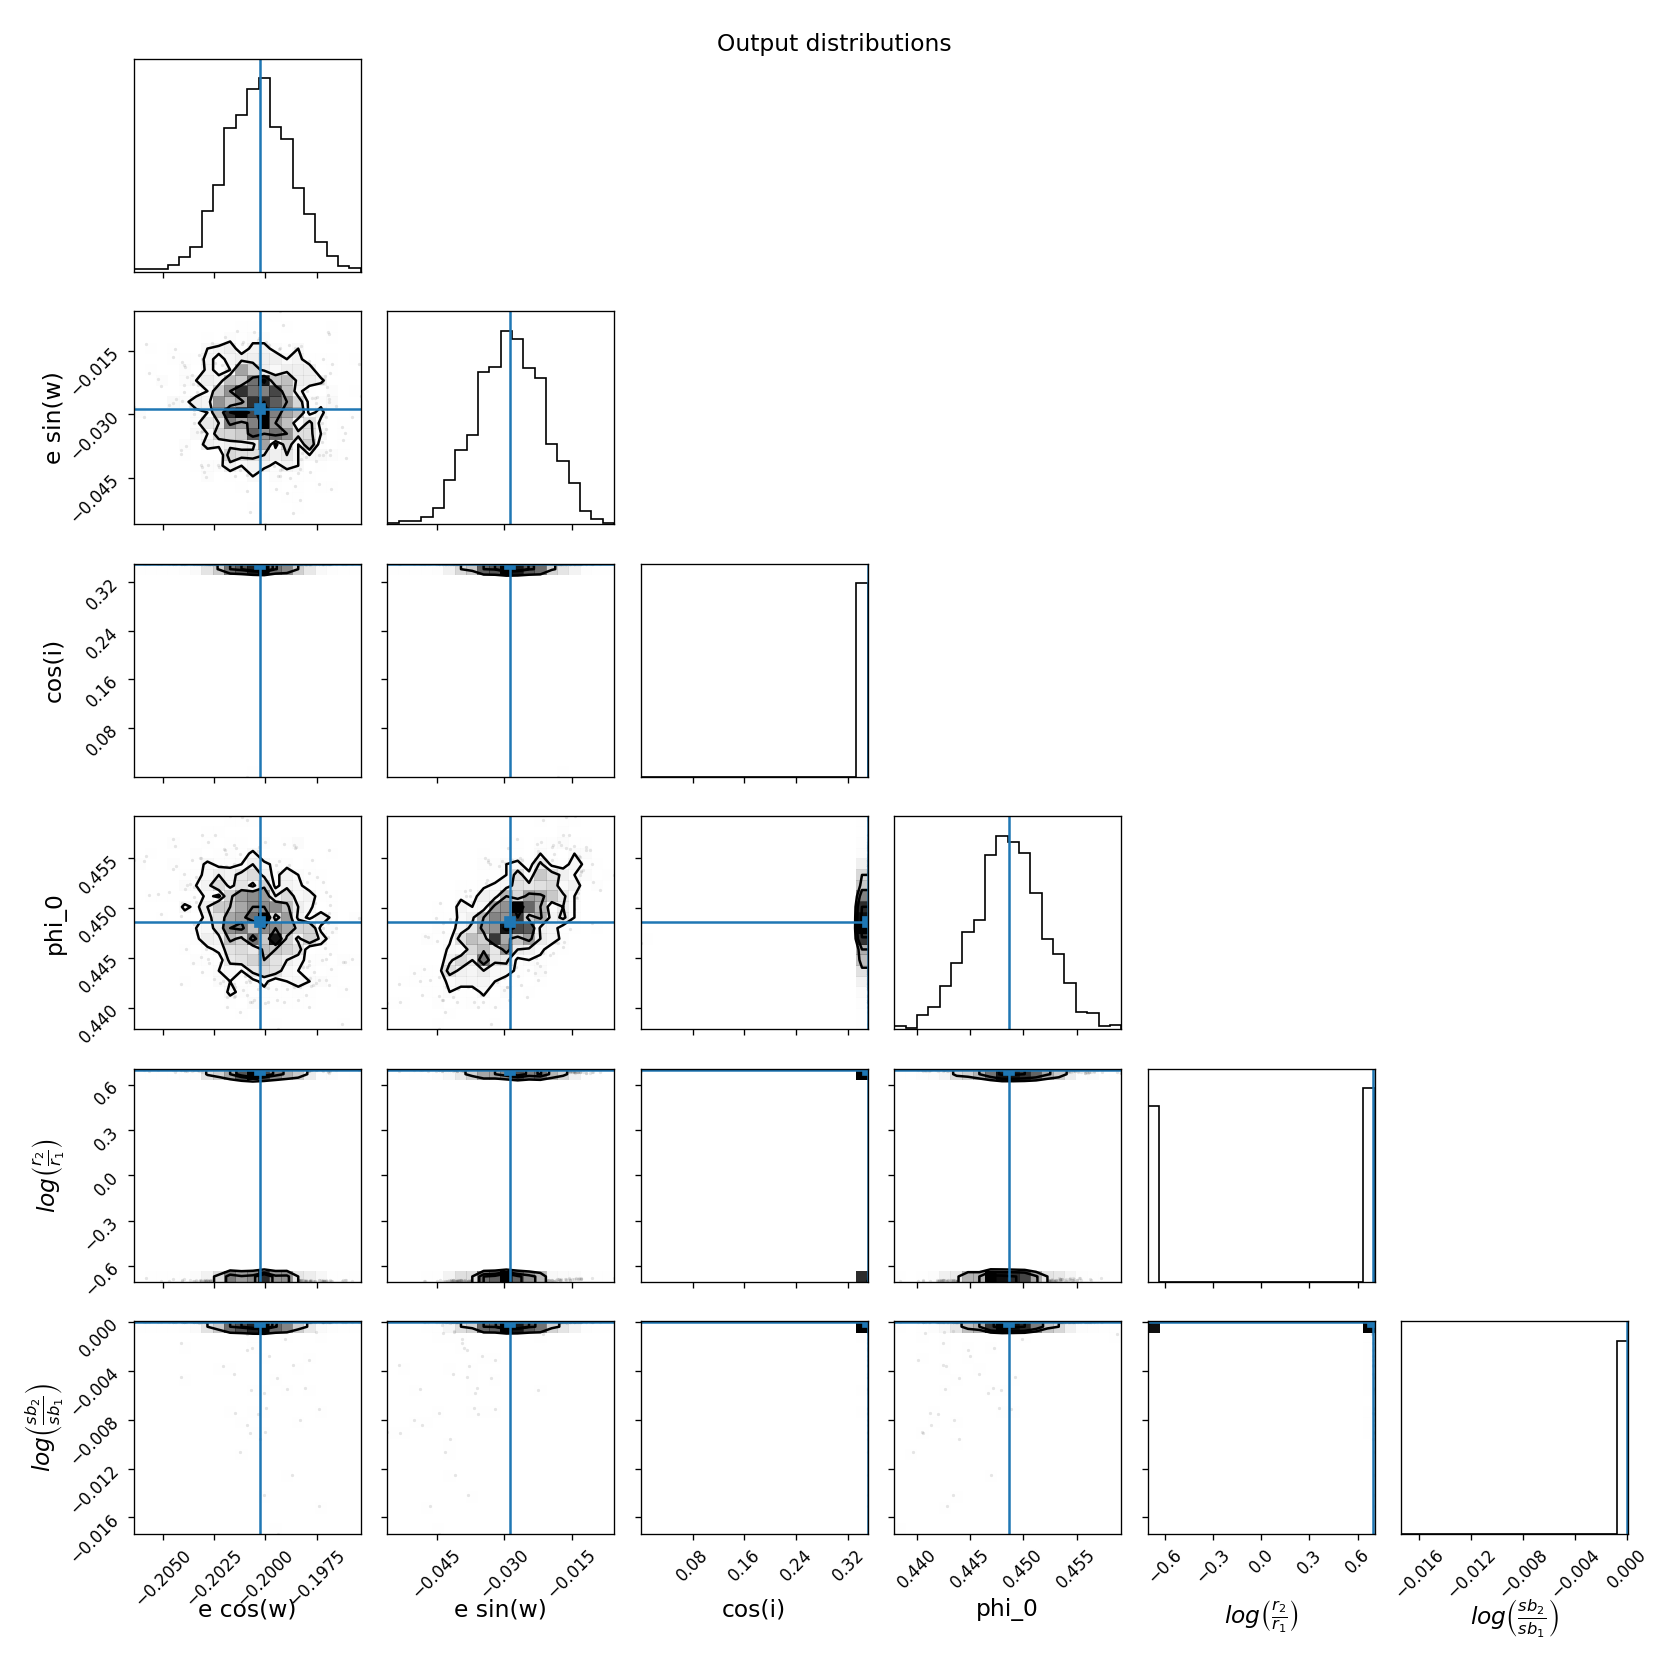 Output distributions
e sin(w)
−0.015
−0.030
−0.045
cos(i)
0.32
0.24
0.16
0.08
phi_0
0.455
0.450
0.445
0.440
log(r₂/r₁)
0.6
0.3
0.0
−0.3
−0.6
log(sb₂/sb₁)
0.000
−0.004
−0.008
−0.012
−0.016
−0.2050 −0.2025 −0.2000 −0.1975
−0.045 −0.030 −0.015
0.08 0.16 0.24 0.32
0.440 0.445 0.450 0.455
−0.6 −0.3 0.0 0.3 0.6
−0.016 −0.012 −0.008 −0.004 0.000
e cos(w)
e sin(w)
cos(i)
phi_0
log(r₂/r₁)
log(sb₂/sb₁)